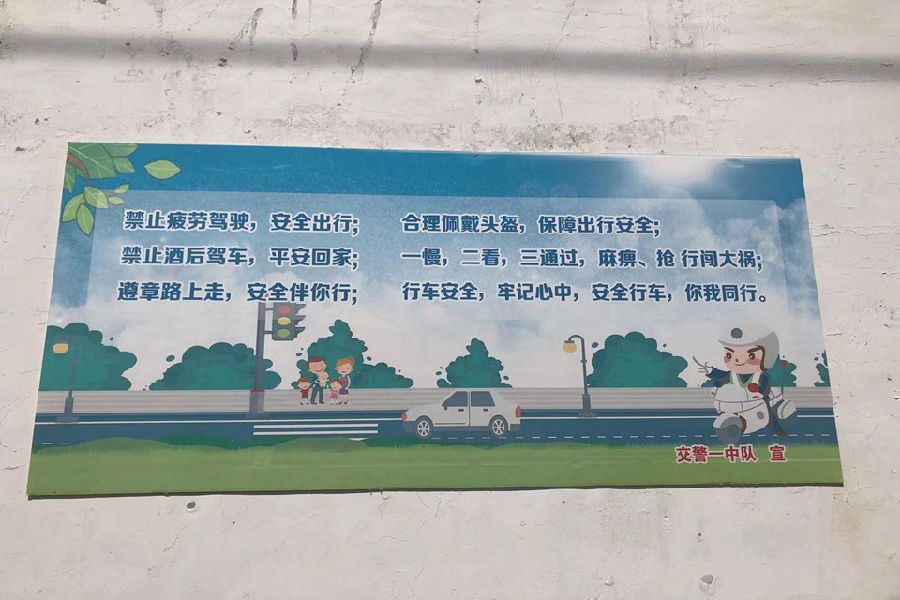 禁止疲劳驾驶，安全出行；
禁止酒后驾车，平安回家；
遵章路上走，安全伴你行；
合理佩戴头盔，保障出行安全；
一慢，二看，三通过，麻痹、抢 行闯大祸；
行车安全，牢记心中，安全行车，你我同行。
交警一中队 宣